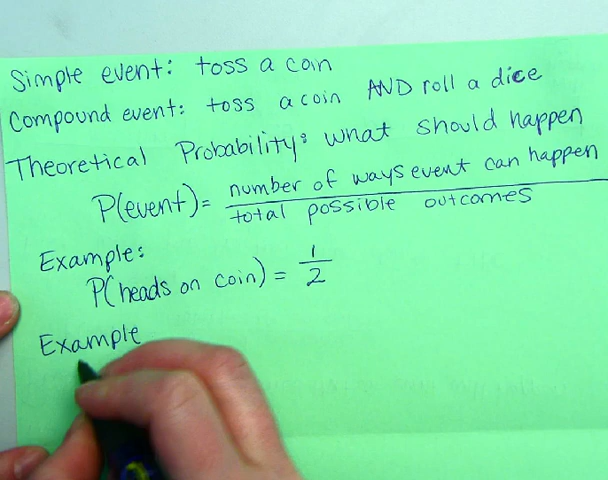 Simple event: toss a coin
Compound event: toss a coin AND roll a dice
Theoretical Probability: what should happen
P(event) = number of ways event can happen
total possible outcomes
Example:
P(heads on coin) = 1/2
Example